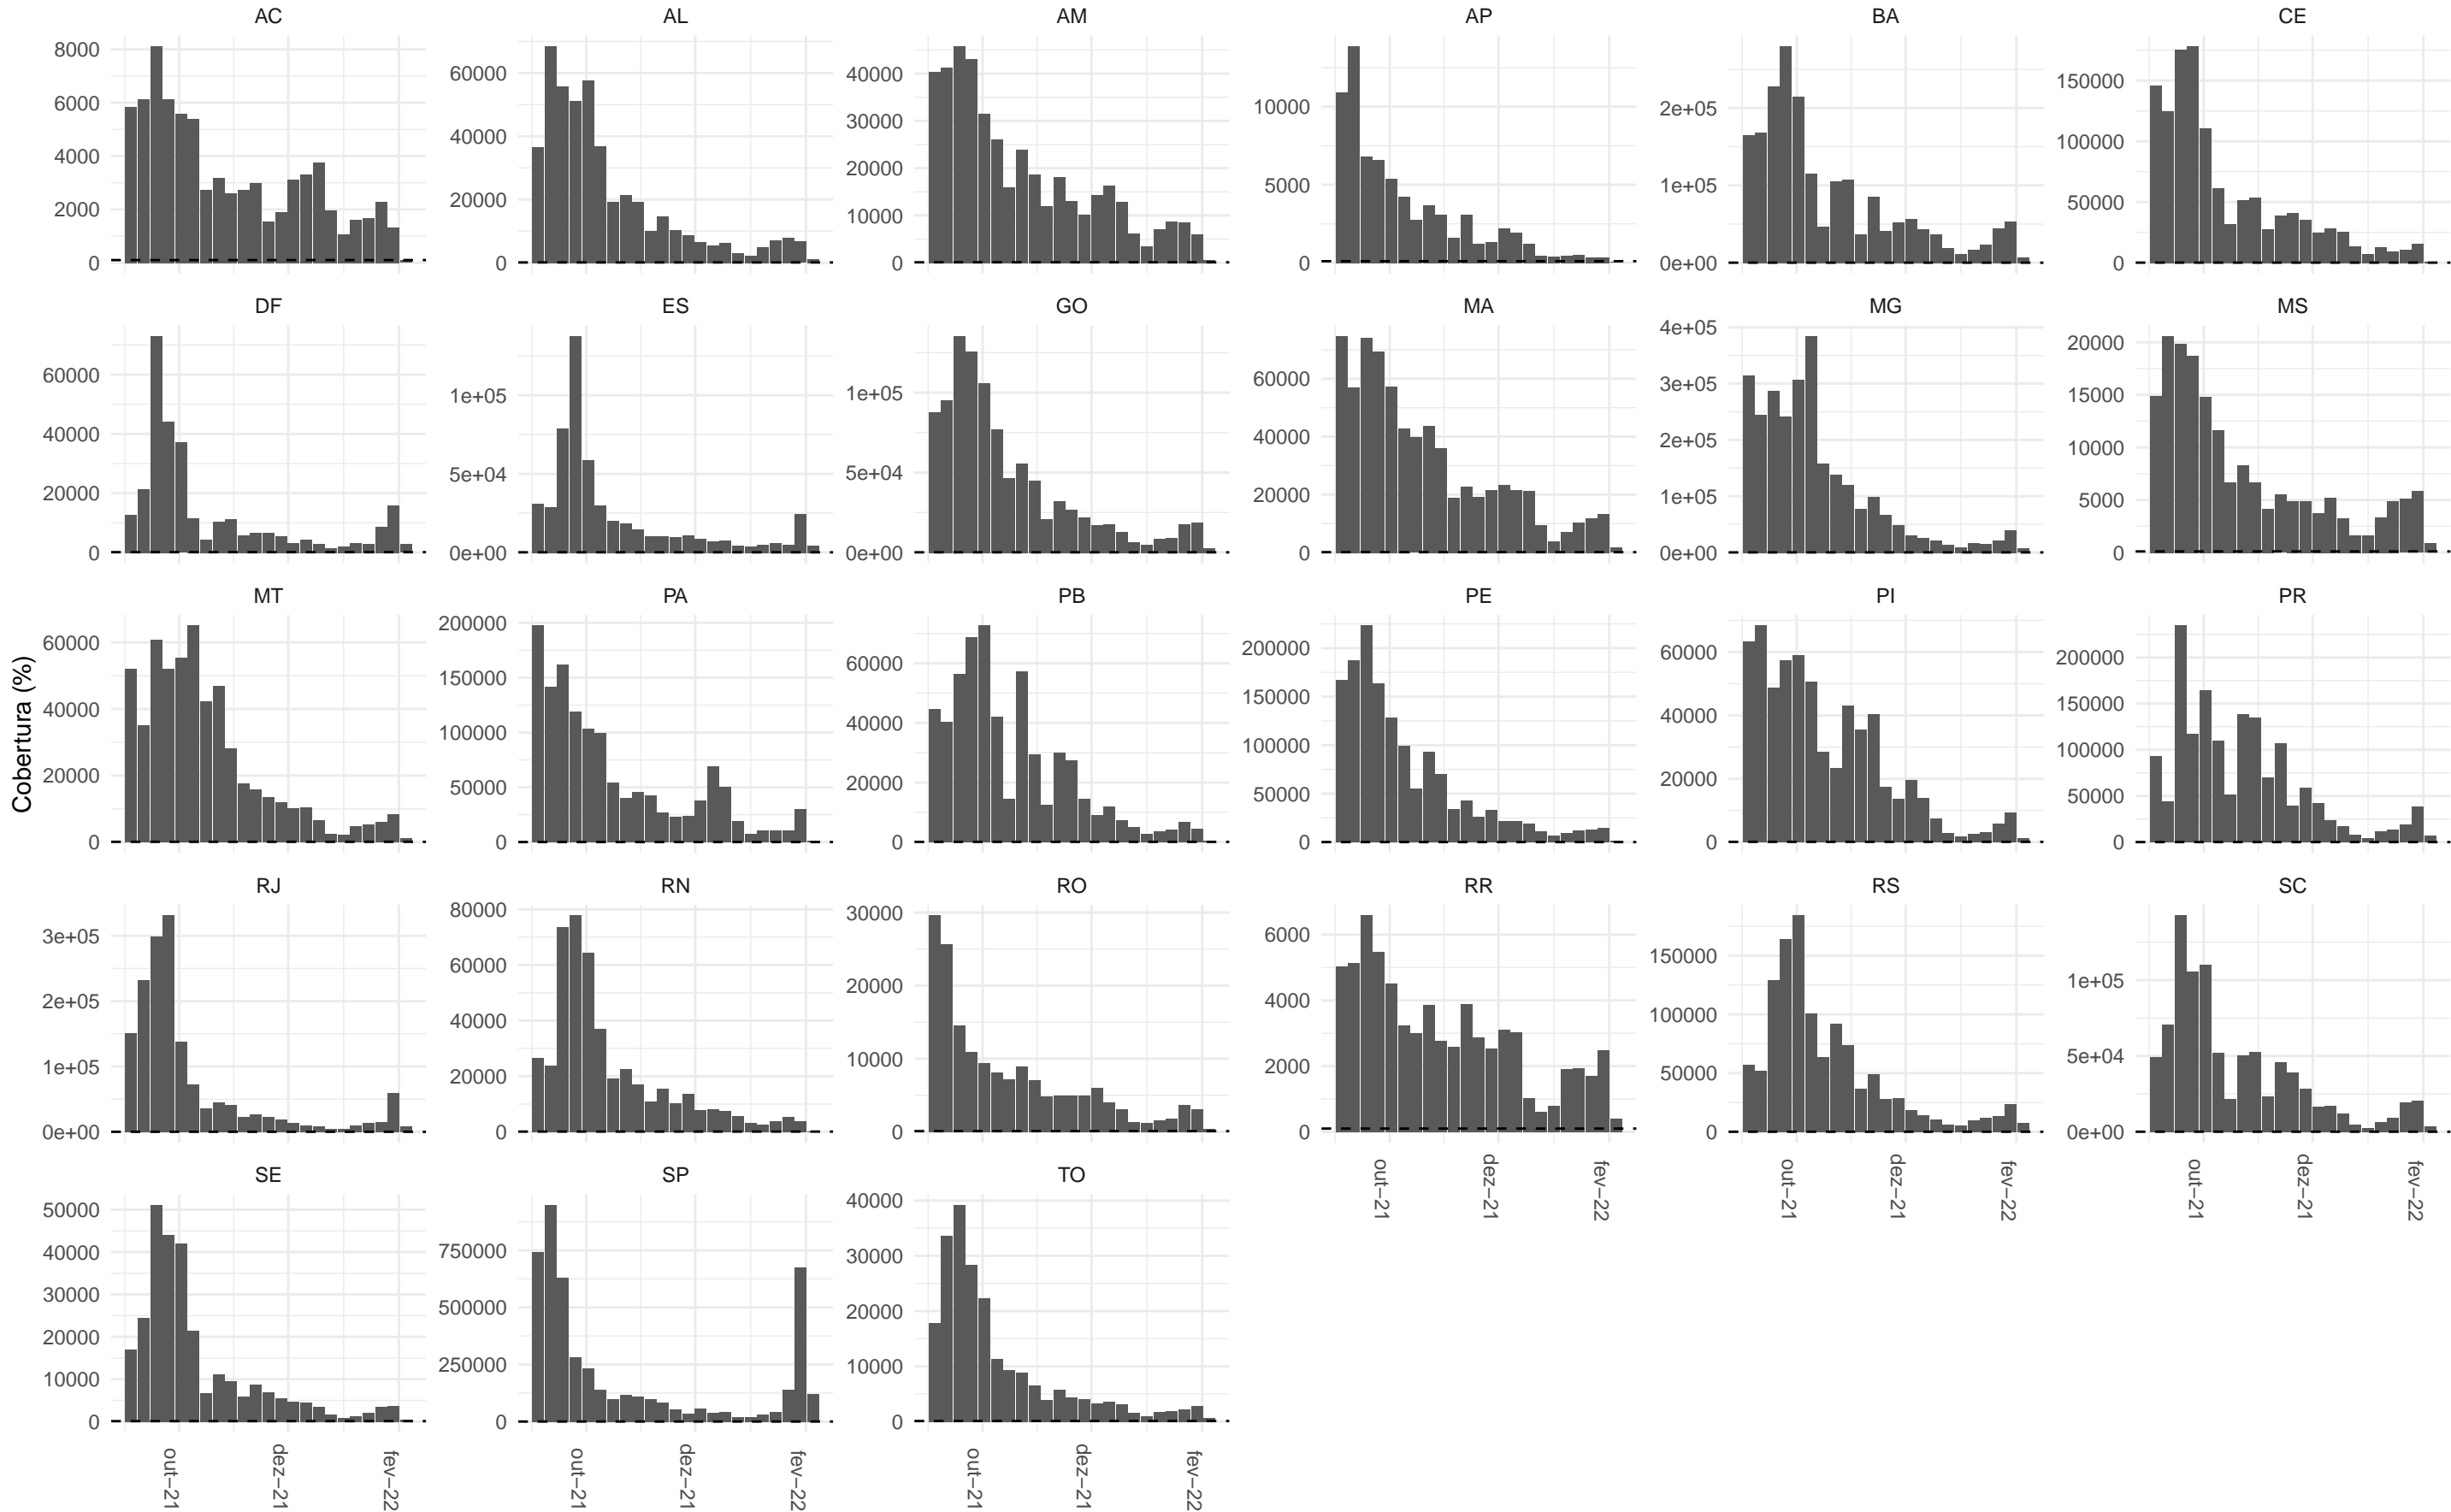 AC AL AM AP BA CE
8000 6000 4000 2000 0
60000 40000 20000 0
40000 30000 20000 10000 0
10000 5000 0
2e+05 1e+05 0e+00
150000 100000 50000 0
DF ES GO MA MG MS
60000 40000 20000 0
1e+05 5e+04 0e+00
1e+05 5e+04 0e+00
60000 40000 20000 0
4e+05 3e+05 2e+05 1e+05 0e+00
20000 15000 10000 5000 0
Cobertura (%)
MT PA PB PE PI PR
60000 40000 20000 0
200000 150000 100000 50000 0
60000 40000 20000 0
200000 150000 100000 50000 0
60000 40000 20000 0
200000 150000 100000 50000 0
RJ RN RO RR RS SC
3e+05 2e+05 1e+05 0e+00
80000 60000 40000 20000 0
30000 20000 10000 0
6000 4000 2000 0
150000 100000 50000 0
1e+05 5e+04 0e+00
out−21 dez−21 fev−22
out−21 dez−21 fev−22
out−21 dez−21 fev−22
SE SP TO
50000 40000 30000 20000 10000 0
750000 500000 250000 0
40000 30000 20000 10000 0
out−21 dez−21 fev−22
out−21 dez−21 fev−22
out−21 dez−21 fev−22